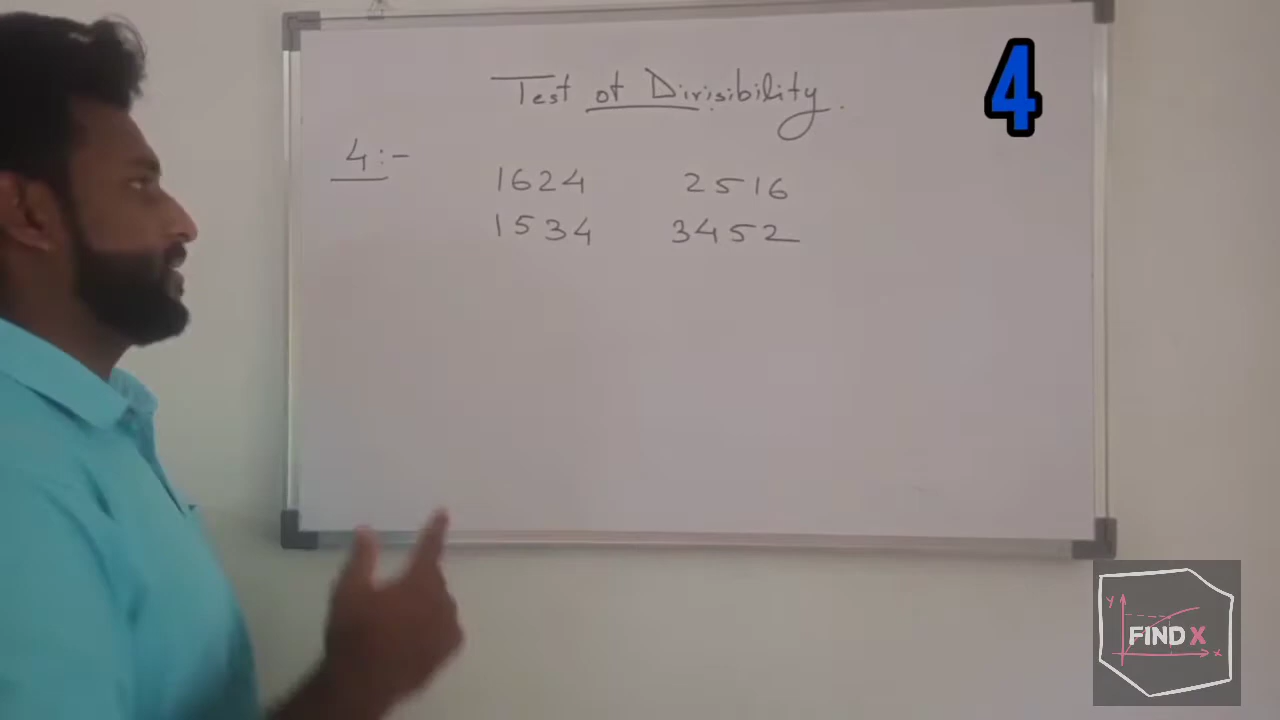 Test of Divisibility.
4
4:-
1624 2516
1534 3452
Y
FIND X
x